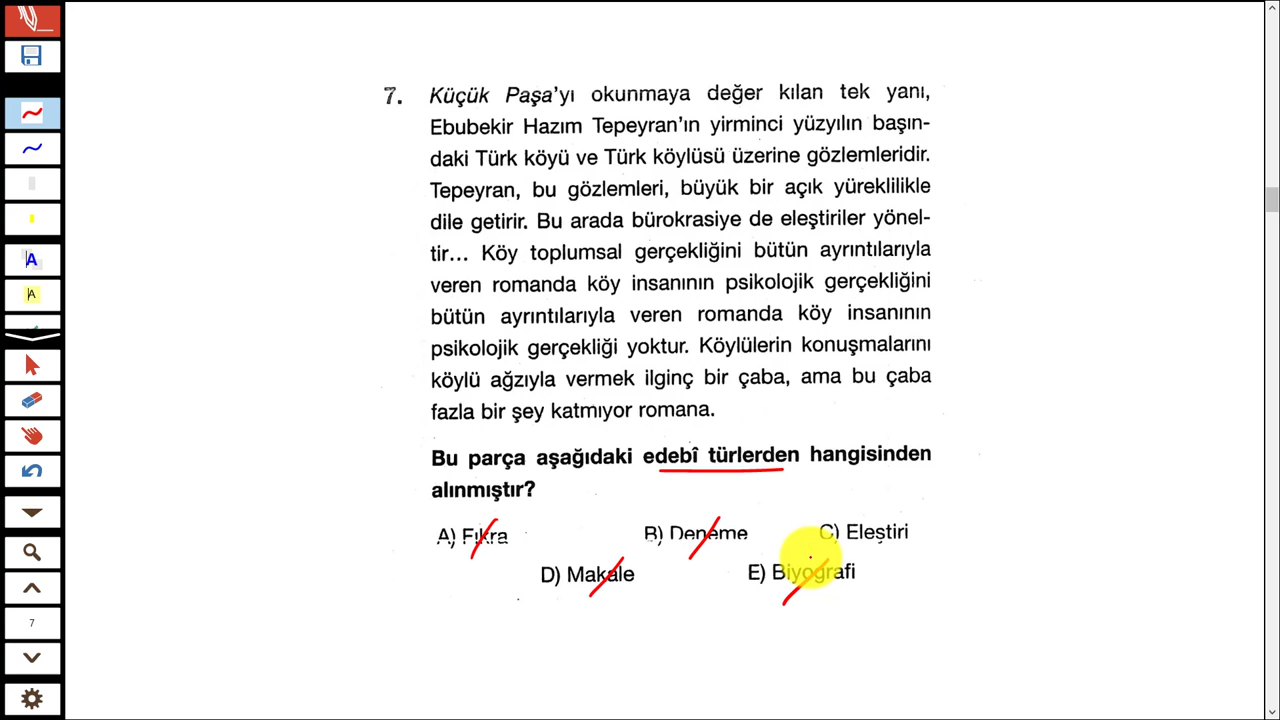 7. Küçük Paşa'yı okunmaya değer kılan tek yanı,
Ebubekir Hazım Tepeyran'ın yirminci yüzyılın başın-
daki Türk köyü ve Türk köylüsü üzerine gözlemleridir.
Tepeyran, bu gözlemleri, büyük bir açık yüreklilikle
dile getirir. Bu arada bürokrasiye de eleştiriler yönel-
tir... Köy toplumsal gerçekliğini bütün ayrıntılarıyla
veren romanda köy insanının psikolojik gerçekliğini
bütün ayrıntılarıyla veren romanda köy insanının
psikolojik gerçekliği yoktur. Köylülerin konuşmalarını
köylü ağzıyla vermek ilginç bir çaba, ama bu çaba
fazla bir şey katmıyor romana.
Bu parça aşağıdaki edebî türlerden hangisinden
alınmıştır?
A) Fıkra B) Deneme C) Eleştiri
D) Makale E) Biyografi
A
A
7